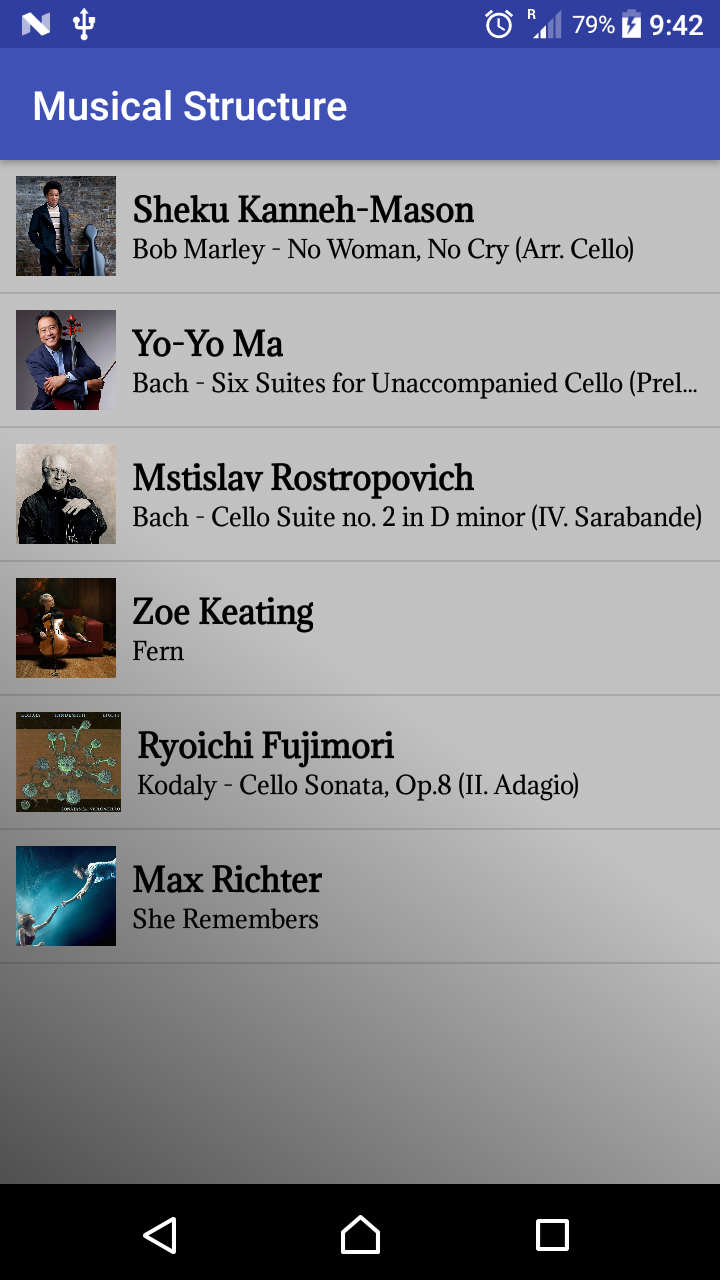 R 79% 9:42
Musical Structure
Sheku Kanneh-Mason
Bob Marley - No Woman, No Cry (Arr. Cello)
Yo-Yo Ma
Bach - Six Suites for Unaccompanied Cello (Prel...
Mstislav Rostropovich
Bach - Cello Suite no. 2 in D minor (IV. Sarabande)
Zoe Keating
Fern
Ryoichi Fujimori
Kodaly - Cello Sonata, Op.8 (II. Adagio)
Max Richter
She Remembers